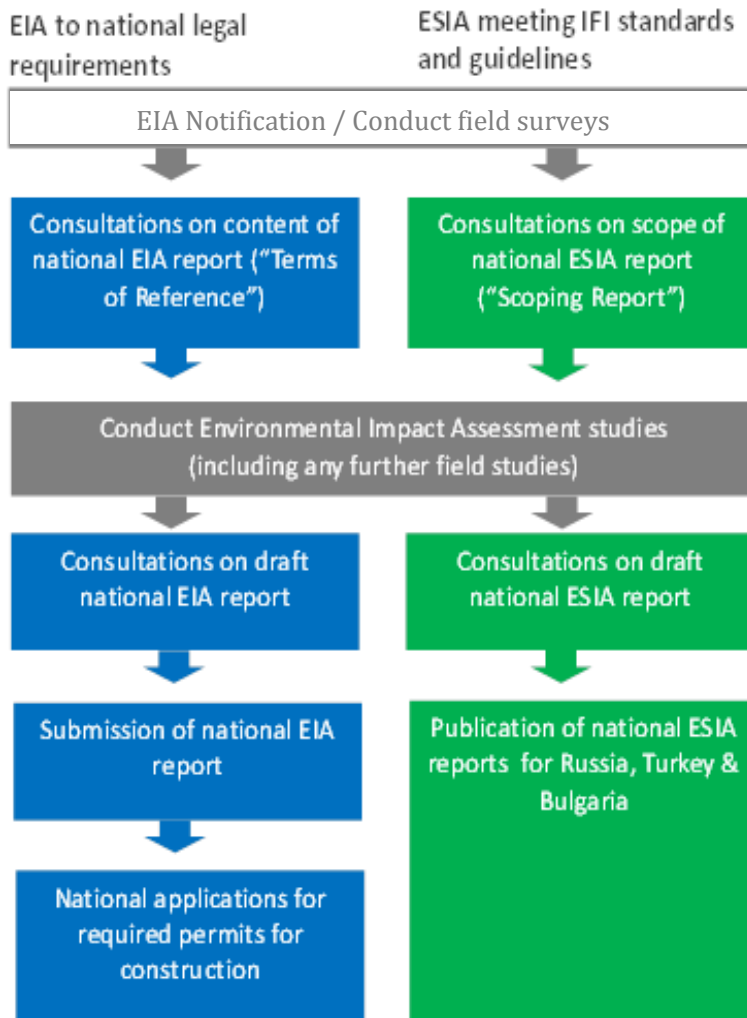 EIA to national legal
requirements
ESIA meeting IFI standards
and guidelines
EIA Notification / Conduct field surveys
Consultations on content of
national EIA report (“Terms
of Reference”)
Consultations on scope of
national ESIA report
(“Scoping Report”)
Conduct Environmental Impact Assessment studies
(including any further field studies)
Consultations on draft
national EIA report
Consultations on draft
national ESIA report
Submission of national EIA
report
Publication of national ESIA
reports for Russia, Turkey &
Bulgaria
National applications for
required permits for
construction